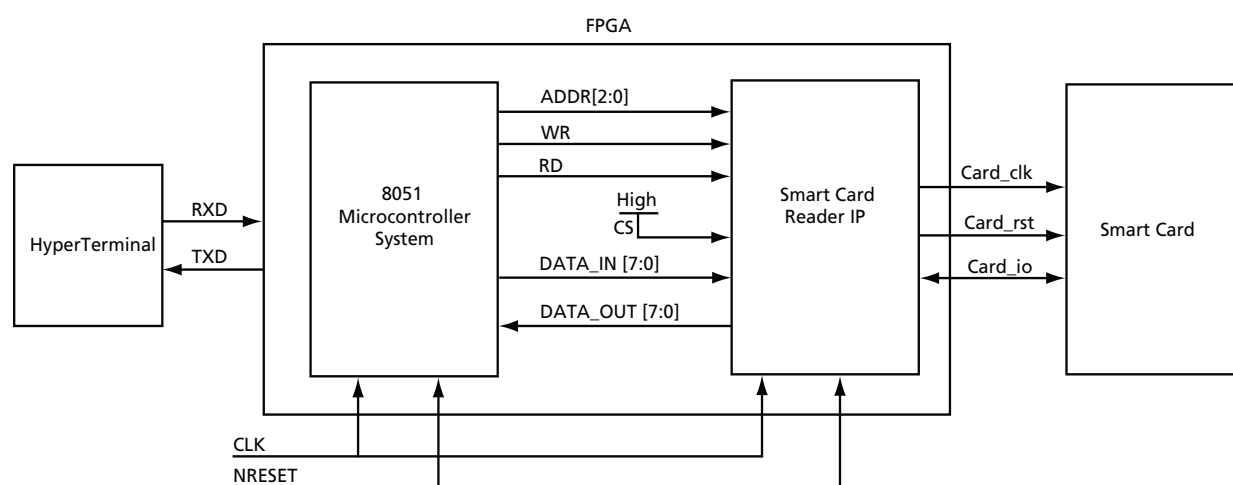 FPGA
ADDR[2:0]
WR
RD
High
CS
DATA_IN [7:0]
DATA_OUT [7:0]
8051
Microcontroller
System
Smart Card
Reader IP
HyperTerminal
RXD
TXD
Card_clk
Card_rst
Card_io
Smart Card
CLK
NRESET